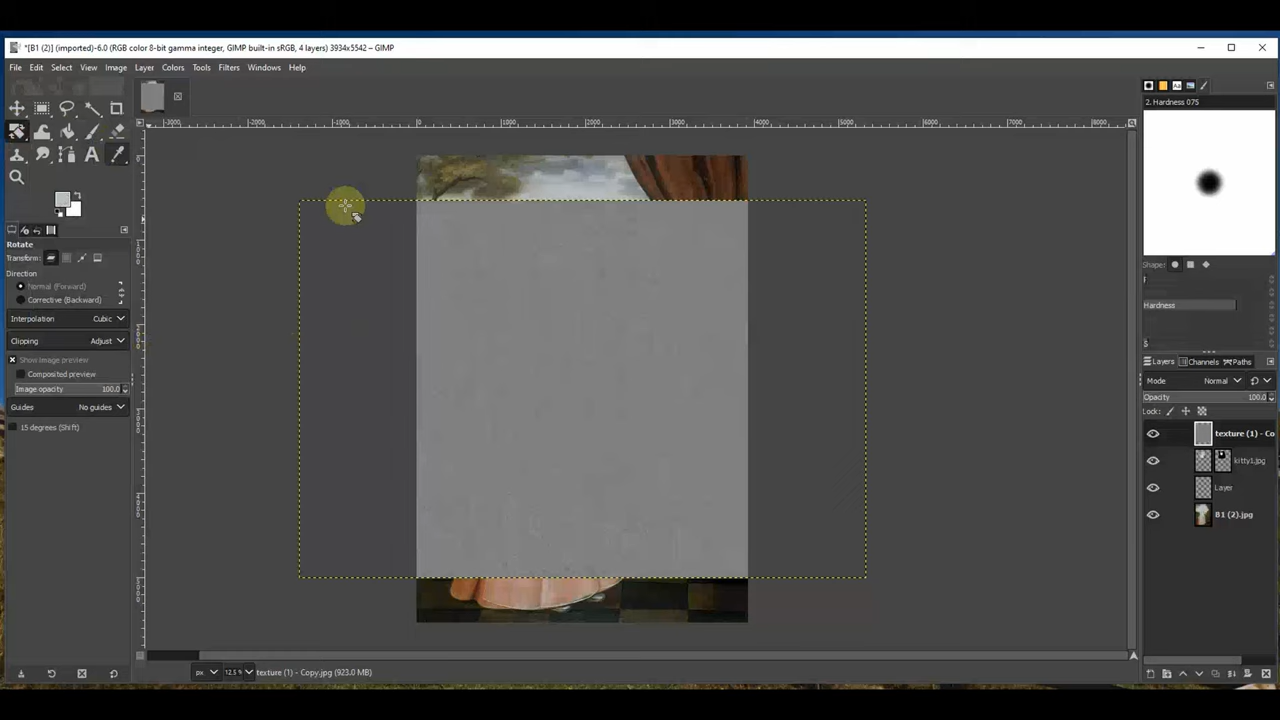 *[B1 (2)] (imported)-6.0 (RGB color 8-bit gamma integer, GIMP built-in sRGB, 4 layers) 3934x5542 – GIMP
File Edit Select View Image Layer Colors Tools Filters Windows Help
2. Hardness 075
Rotate
Transform:
Direction
Normal (Forward)
Corrective (Backward)
Interpolation Cubic
Clipping Adjust
Show image preview
Composited preview
Image opacity 100.0
Guides No guides
15 degrees (Shift)
Shape:
Hardness
Layers Channels Paths
Mode Normal
Opacity 100.0
Lock:
texture (1) - Co
kitty1.jpg
Layer
B1 (2).jpg
px 12.5 % texture (1) - Copy.jpg (923.0 MB)